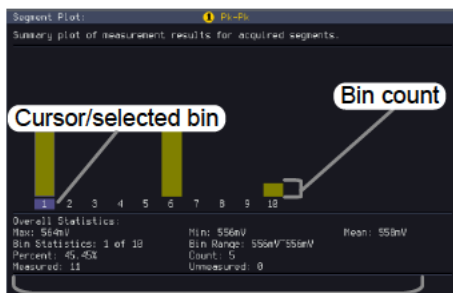 Segment Plot: 1 Pk-Pk
Summary plot of measurement results for acquired segments.
Bin count
Cursor/selected bin
1 2 3 4 5 6 7 8 9 10
Overall Statistics:
Max: 564mV Min: 556mV Mean: 558mV
Bin Statistics: 1 of 10 Bin Range: 556mV~556mV
Percent: 45.45% Count: 5
Measured: 11 Unmeasured: 0